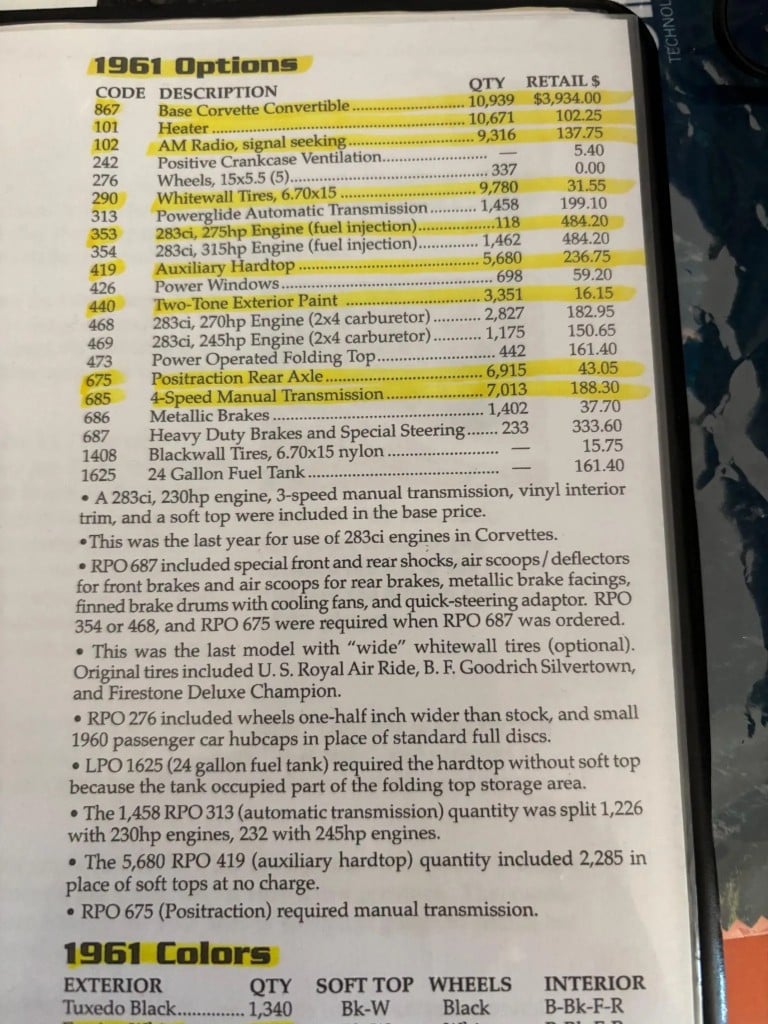 TECHNOL
1961 Options
CODE DESCRIPTION QTY RETAIL $
867 Base Corvette Convertible.......................... 10,939 $3,934.00
101 Heater.......................................................... 10,671 102.25
102 AM Radio, signal seeking.......................... 9,316 137.75
242 Positive Crankcase Ventilation..................... — 5.40
276 Wheels, 15x5.5 (5)........................................ 337 0.00
290 Whitewall Tires, 6.70x15 ........................... 9,780 31.55
313 Powerglide Automatic Transmission........... 1,458 199.10
353 283ci, 275hp Engine (fuel injection)............... 118 484.20
354 283ci, 315hp Engine (fuel injection)............. 1,462 484.20
419 Auxiliary Hardtop ...................................... 5,680 236.75
426 Power Windows............................................ 698 59.20
440 Two-Tone Exterior Paint ........................... 3,351 16.15
468 283ci, 270hp Engine (2x4 carburetor)........... 2,827 182.95
469 283ci, 245hp Engine (2x4 carburetor)........... 1,175 150.65
473 Power Operated Folding Top........................ 442 161.40
675 Positraction Rear Axle............................... 6,915 43.05
685 4-Speed Manual Transmission.................... 7,013 188.30
686 Metallic Brakes ......................................... 1,402 37.70
687 Heavy Duty Brakes and Special Steering....... 233 333.60
1408 Blackwall Tires, 6.70x15 nylon ...................... — 15.75
1625 24 Gallon Fuel Tank...................................... — 161.40
• A 283ci, 230hp engine, 3-speed manual transmission, vinyl interior
trim, and a soft top were included in the base price.
•This was the last year for use of 283ci engines in Corvettes.
• RPO 687 included special front and rear shocks, air scoops/deflectors
for front brakes and air scoops for rear brakes, metallic brake facings,
finned brake drums with cooling fans, and quick-steering adaptor. RPO
354 or 468, and RPO 675 were required when RPO 687 was ordered.
• This was the last model with “wide” whitewall tires (optional).
Original tires included U. S. Royal Air Ride, B. F. Goodrich Silvertown,
and Firestone Deluxe Champion.
• RPO 276 included wheels one-half inch wider than stock, and small
1960 passenger car hubcaps in place of standard full discs.
• LPO 1625 (24 gallon fuel tank) required the hardtop without soft top
because the tank occupied part of the folding top storage area.
• The 1,458 RPO 313 (automatic transmission) quantity was split 1,226
with 230hp engines, 232 with 245hp engines.
• The 5,680 RPO 419 (auxiliary hardtop) quantity included 2,285 in
place of soft tops at no charge.
• RPO 675 (Positraction) required manual transmission.
1961 Colors
EXTERIOR QTY SOFT TOP WHEELS INTERIOR
Tuxedo Black.............. 1,340 Bk-W Black B-Bk-F-R